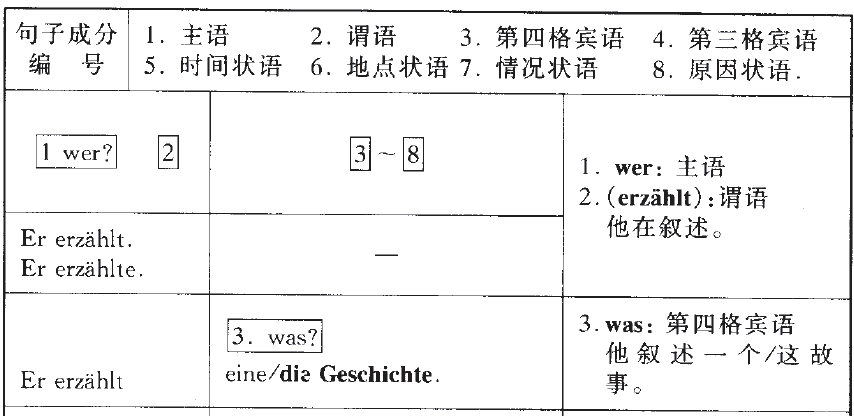 句子成分 1. 主语 2. 谓语 3. 第四格宾语 4. 第三格宾语
编 号 5. 时间状语 6. 地点状语 7. 情况状语 8. 原因状语.
1 wer? 2 3 ~ 8
1. wer: 主语
2. (erzählt): 谓语
他在叙述。
Er erzählt.
Er erzählte. —
3. was?
Er erzählt eine/die Geschichte.
3. was: 第四格宾语
他叙述一个/这故
事。